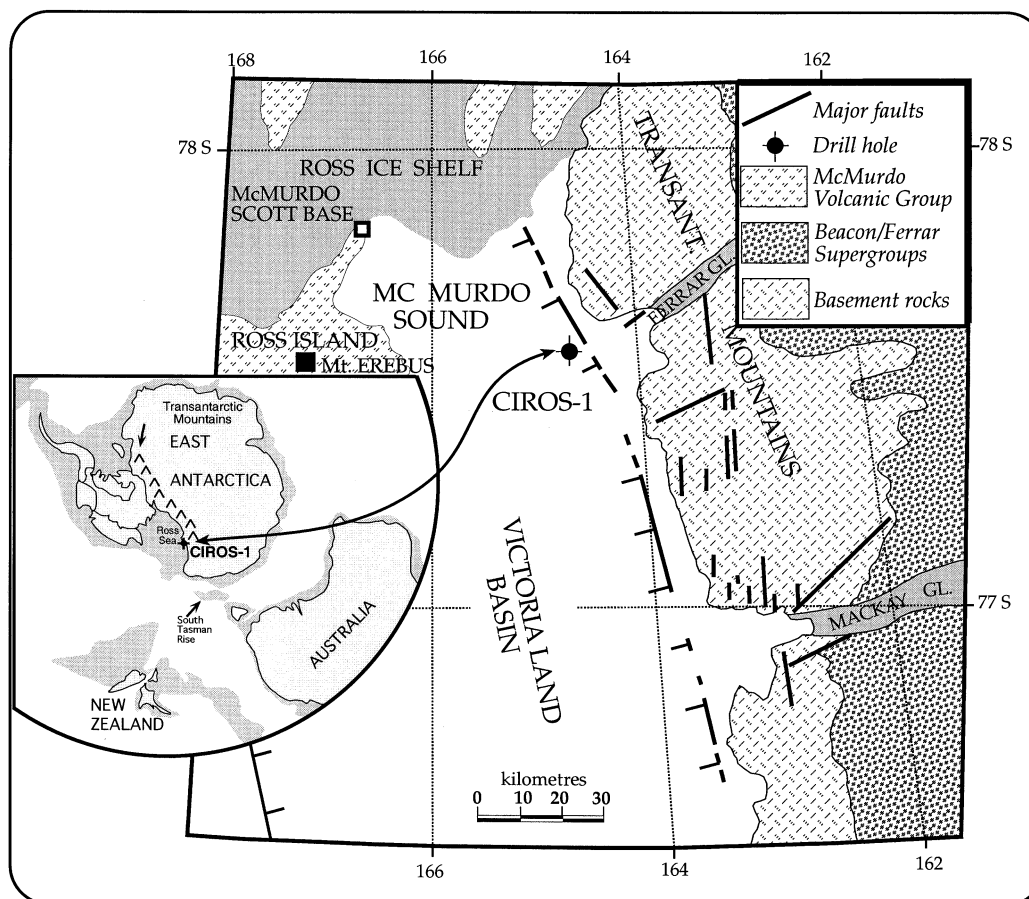 168
166
164
162
Major faults
Drill hole
McMurdo
Volcanic Group
Beacon/Ferrar
Supergroups
Basement rocks
78 S
78 S
TRANSANT
MOUNTAINS
ROSS ICE SHELF
McMURDO
SCOTT BASE
FERRAR GL.
MC MURDO
SOUND
ROSS ISLAND
Mt. EREBUS
CIROS-1
Transantarctic
Mountains
EAST
ANTARCTICA
Ross
Sea
CIROS-1
South
Tasman
Rise
AUSTRALIA
NEW
ZEALAND
VICTORIA LAND
BASIN
MACKAY GL.
77 S
kilometres
0 10 20 30
166
164
162